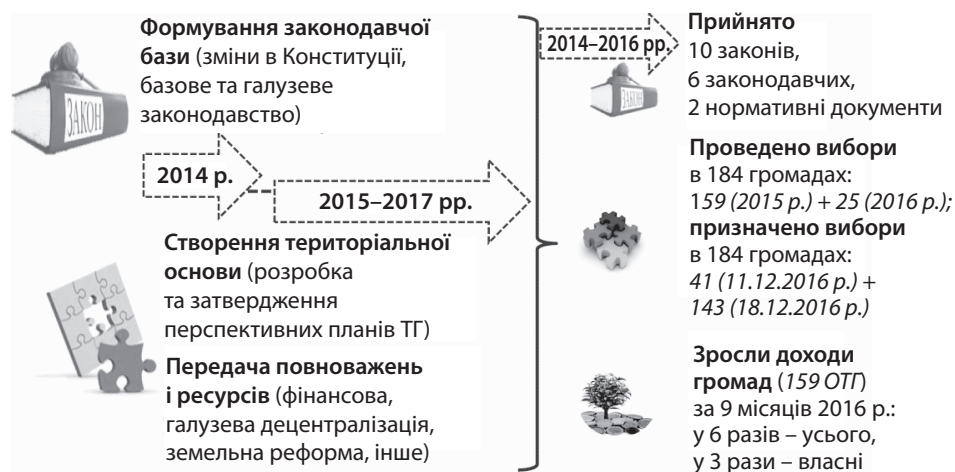 Формування законодавчої
бази (зміни в Конституції,
базове та галузеве
законодавство)
ЗАКОН
2014 р.
2015–2017 рр.
Створення територіальної
основи (розробка
та затвердження
перспективних планів ТГ)
Передача повноважень
і ресурсів (фінансова,
галузева децентралізація,
земельна реформа, інше)
2014–2016 рр.
ЗАКОН
Прийнято
10 законів,
6 законодавчих,
2 нормативні документи
Проведено вибори
в 184 громадах:
159 (2015 р.) + 25 (2016 р.);
призначено вибори
в 184 громадах:
41 (11.12.2016 р.) +
143 (18.12.2016 р.)
Зросли доходи
громад (159 ОТГ)
за 9 місяців 2016 р.:
у 6 разів – усього,
у 3 рази – власні